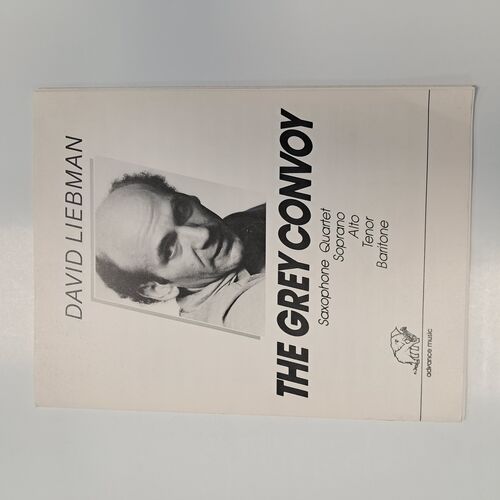 DAVID LIEBMAN
THE GREY CONVOY
Saxophone Quartet
Soprano
Alto
Tenor
Baritone
advance music